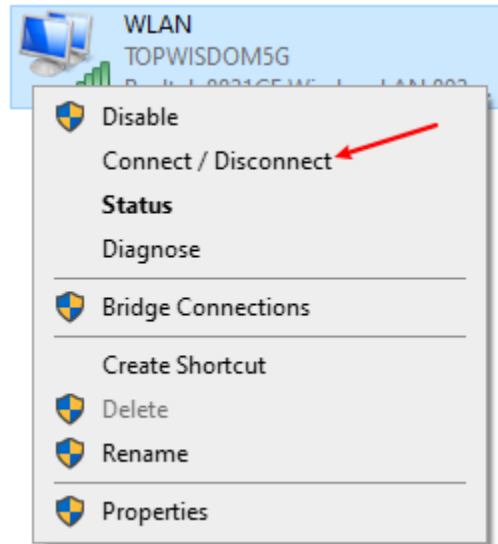 WLAN
TOPWISDOM5G
Disable
Connect / Disconnect
Status
Diagnose
Bridge Connections
Create Shortcut
Delete
Rename
Properties